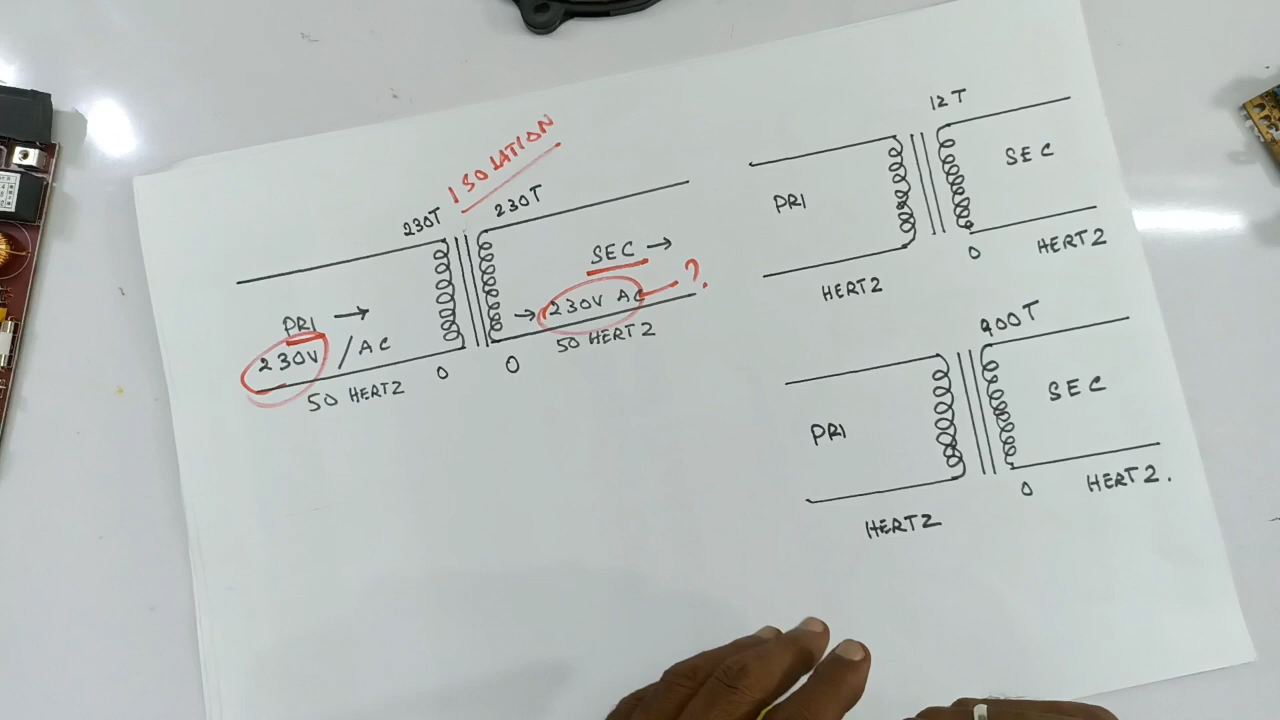 ISOLATION
230T
230T
SEC
230V AC
?
50 HERTZ
PRI
230V / AC
50 HERTZ
0
0
12T
PRI
SEC
0
HERTZ
HERTZ
900T
PRI
SEC
0
HERTZ
HERTZ.